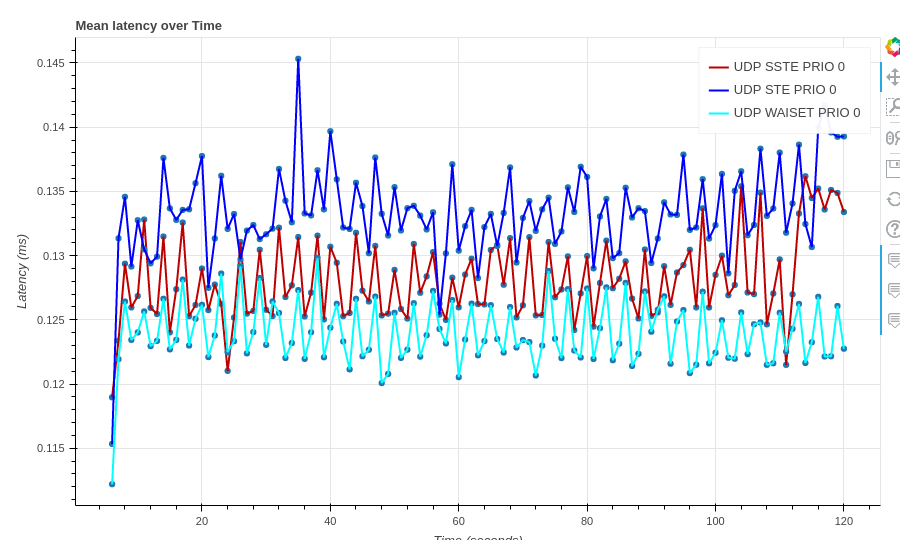 Mean latency over Time
UDP SSTE PRIO 0
UDP STE PRIO 0
UDP WAISET PRIO 0
0.145
0.14
0.135
0.13
0.125
0.12
0.115
Latency (ms)
20
40
60
80
100
120
Time (seconds)